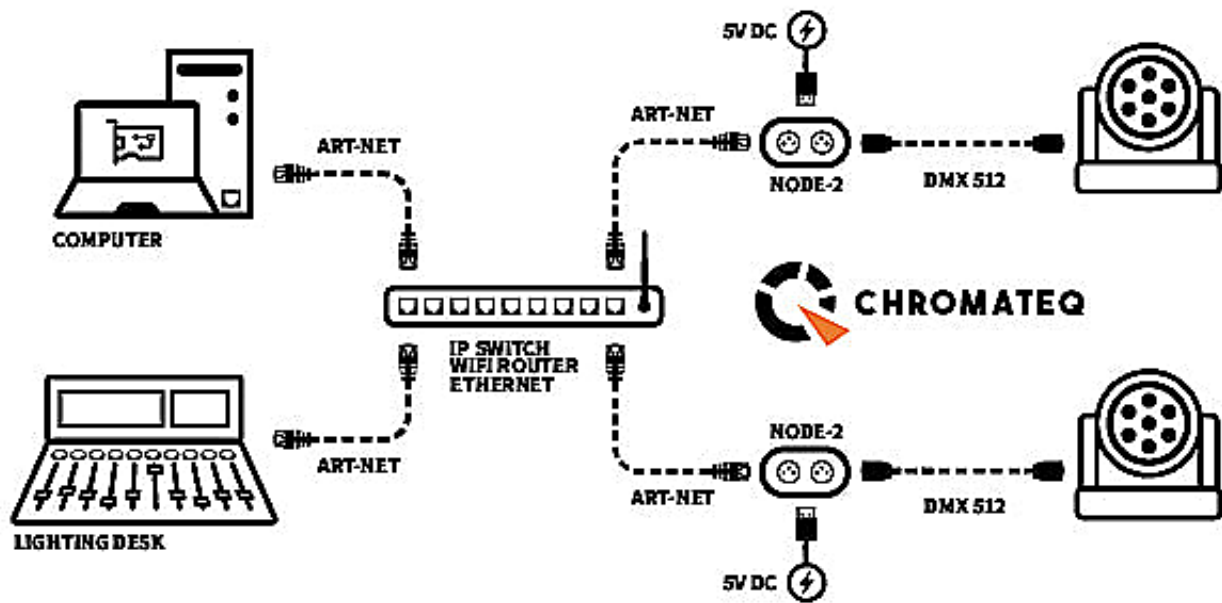 5V DC
ART-NET
ART-NET
NODE-2
DMX 512
COMPUTER
CHROMATEQ
IP SWITCH
WIFI ROUTER
ETHERNET
NODE-2
ART-NET
ART-NET
DMX 512
LIGHTING DESK
5V DC